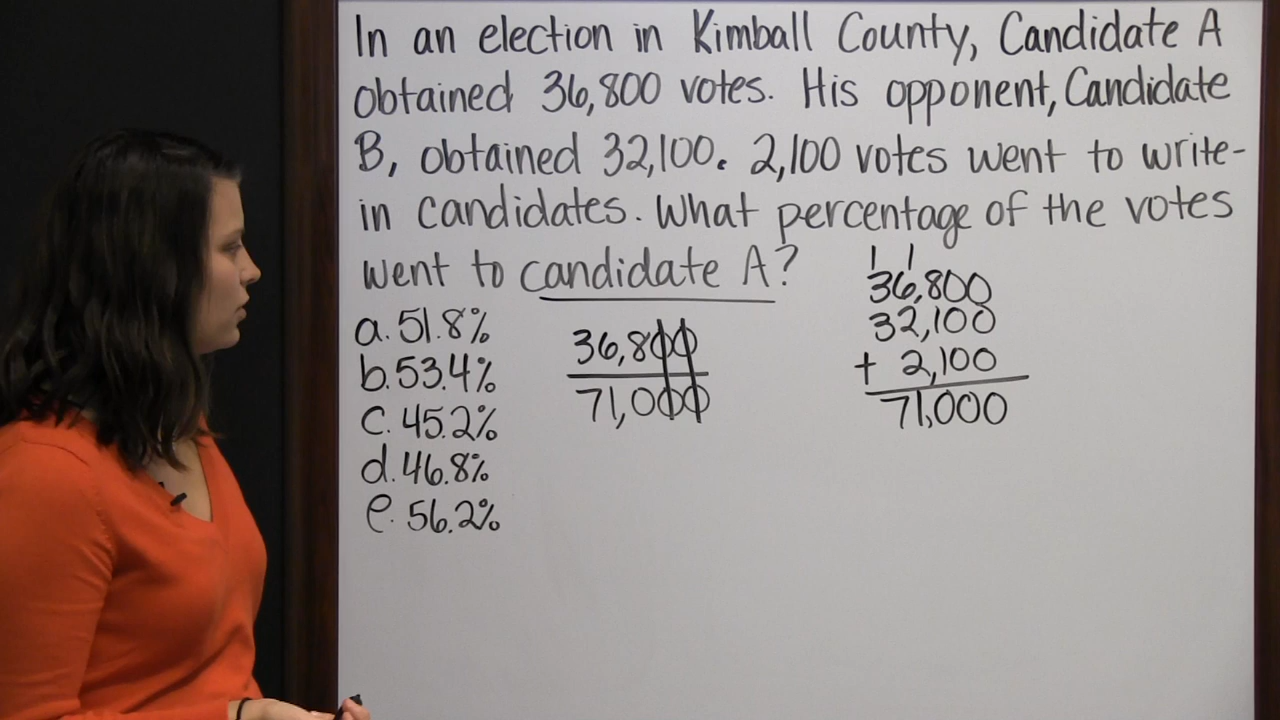 In an election in Kimball County, Candidate A
obtained 36,800 votes. His opponent, Candidate
B, obtained 32,100. 2,100 votes went to write-
in candidates. What percentage of the votes
went to candidate A?
a. 51.8%
b. 53.4%
c. 45.2%
d. 46.8%
e. 56.2%
36,800
71,000
1 1
36,800
32,100
+ 2,100
71,000